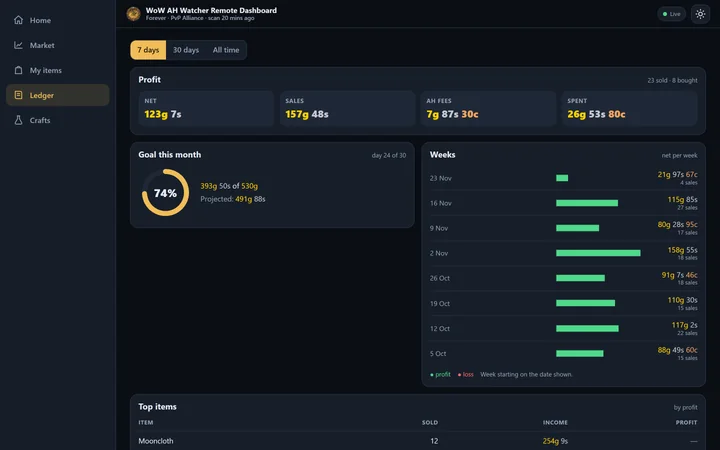 WoW AH Watcher Remote Dashboard
Forever · PvP Alliance · scan 20 mins ago
Live
Home
Market
My items
Ledger
Crafts
7 days
30 days
All time
Profit
23 sold · 8 bought
NET
123g 7s
SALES
157g 48s
AH FEES
7g 87s 30c
SPENT
26g 53s 80c
Goal this month
day 24 of 30
74%
393g 50s of 530g
Projected: 491g 88s
Weeks
net per week
23 Nov
21g 97s 67c
4 sales
16 Nov
115g 85s
27 sales
9 Nov
80g 28s 95c
17 sales
2 Nov
158g 55s
18 sales
26 Oct
91g 7s 46c
18 sales
19 Oct
110g 30s
15 sales
12 Oct
117g 2s
22 sales
5 Oct
88g 49s 60c
15 sales
profit loss Week starting on the date shown.
Top items
by profit
ITEM SOLD INCOME PROFIT
Mooncloth 12 254g 9s —